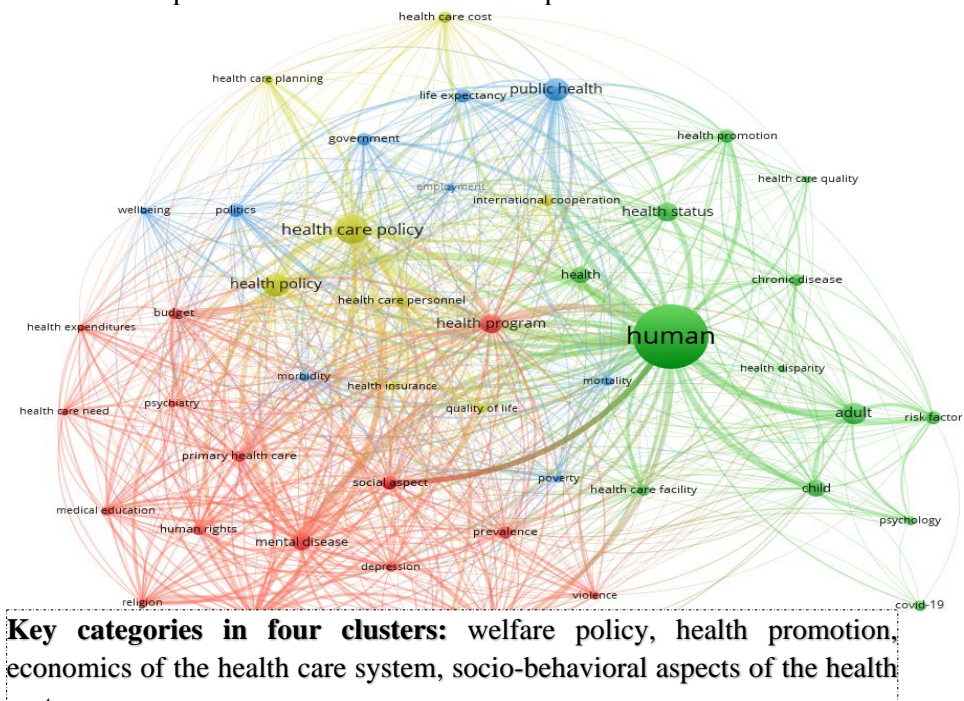 health care cost
health care planning
life expectancy
public health
government
health promotion
employment
health care quality
international cooperation
wellbeing
politics
health status
health care policy
health
chronic disease
health policy
health care personnel
budget
health expenditures
health program
human
health disparity
morbidity
mortality
health insurance
health care need
psychiatry
quality of life
adult
risk factor
primary health care
social aspect
poverty
health care facility
child
medical education
human rights
prevalence
psychology
mental disease
depression
violence
religion
covid-19
Key categories in four clusters: welfare policy, health promotion,
economics of the health care system, socio-behavioral aspects of the health